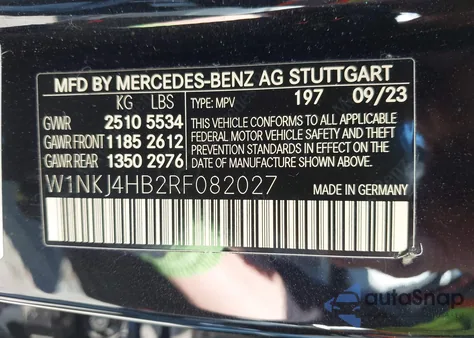 MFD BY MERCEDES-BENZ AG STUTTGART
KG LBS TYPE: MPV 197 09/23
GVWR 2510 5534
GAWR FRONT 1185 2612
GAWR REAR 1350 2976
THIS VEHICLE CONFORMS TO ALL APPLICABLE
FEDERAL MOTOR VEHICLE SAFETY AND THEFT
PREVENTION STANDARDS IN EFFECT ON THE
DATE OF MANUFACTURE SHOWN ABOVE.
W1NKJ4HB2RF082027 MADE IN GERMANY
autoSnap